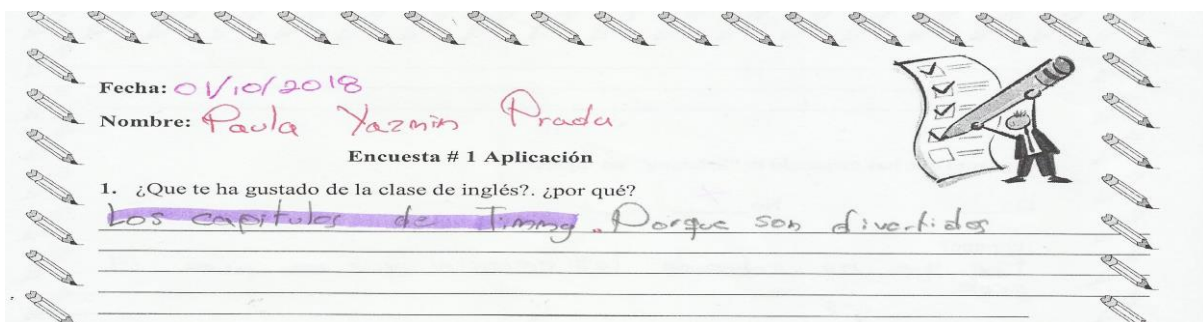 Fecha: 01/10/2018
Nombre: Paula Yazmin Prada
Encuesta # 1 Aplicación
1. ¿Que te ha gustado de la clase de inglés?. ¿por qué?
Los capitulos de Timmy. Porque son divertidos